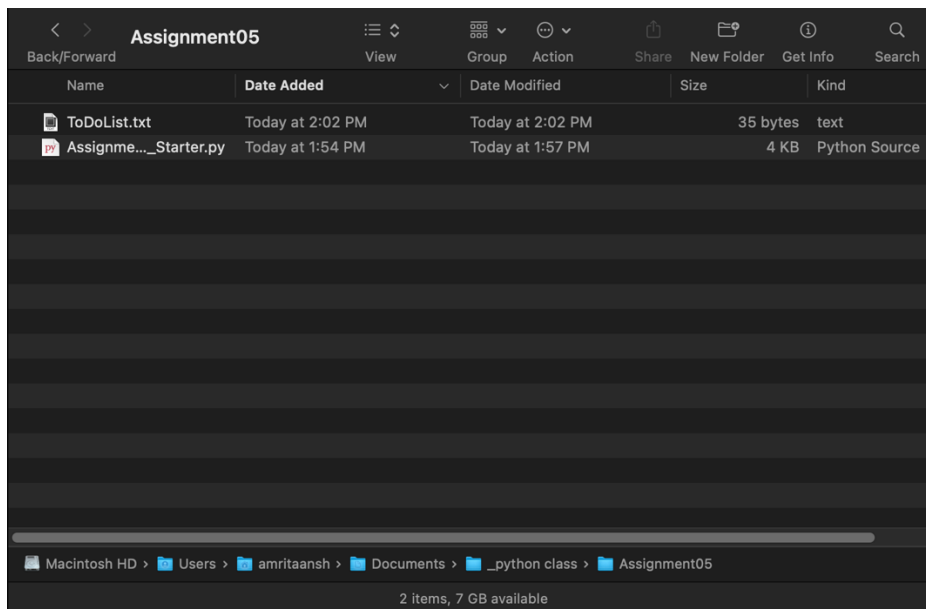 Assignment05
Back/Forward View Group Action Share New Folder Get Info Search
Name Date Added Date Modified Size Kind
ToDoList.txt Today at 2:02 PM Today at 2:02 PM 35 bytes text
py Assignme..._Starter.py Today at 1:54 PM Today at 1:57 PM 4 KB Python Source
Macintosh HD › Users › amritaansh › Documents › _python class › Assignment05
2 items, 7 GB available